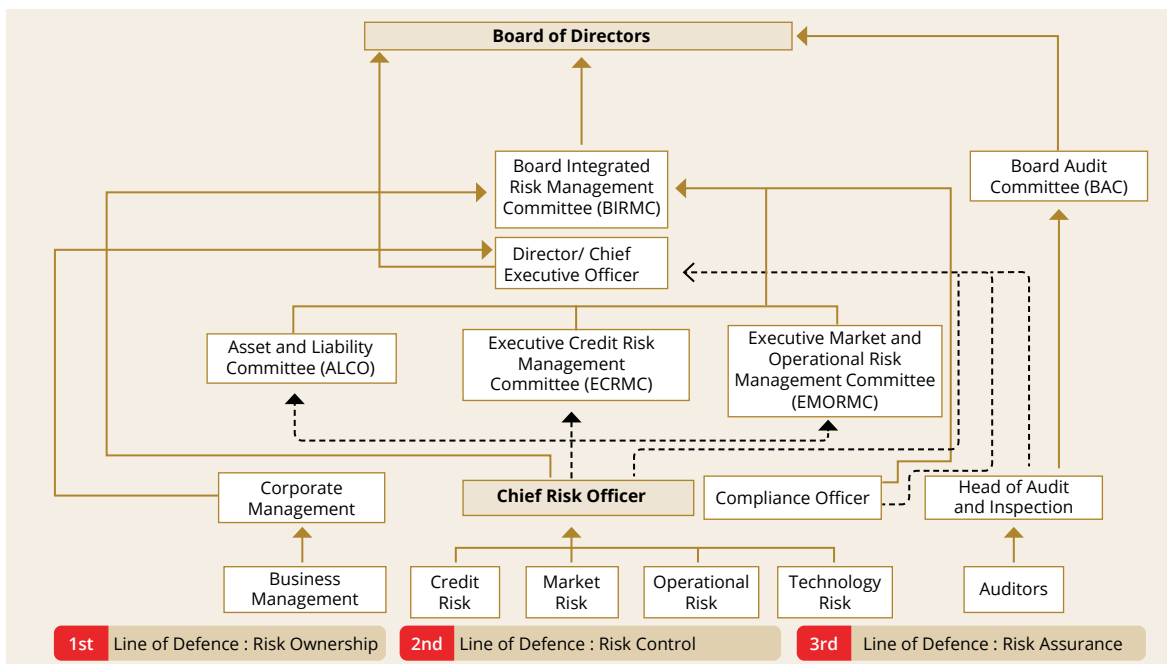 Board of Directors
Board Integrated
Risk Management
Committee (BIRMC)
Board Audit
Committee (BAC)
Director/ Chief
Executive Officer
Asset and Liability
Committee (ALCO)
Executive Credit Risk
Management
Committee (ECRMC)
Executive Market and
Operational Risk
Management Committee
(EMORMC)
Corporate
Management
Chief Risk Officer
Compliance Officer
Head of Audit
and Inspection
Business
Management
Credit
Risk
Market
Risk
Operational
Risk
Technology
Risk
Auditors
1st Line of Defence : Risk Ownership
2nd Line of Defence : Risk Control
3rd Line of Defence : Risk Assurance